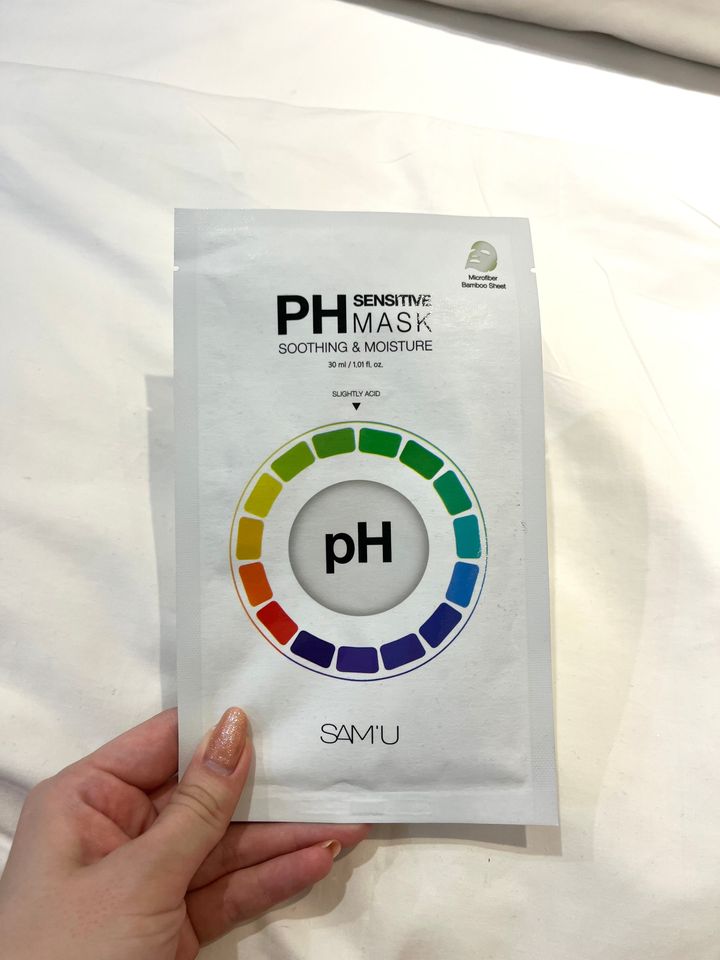 Microfiber
Bamboo Sheet
PH SENSITIVE
MASK
SOOTHING & MOISTURE
30 ml / 1.01 fl. oz.
SLIGHTLY ACID
pH
SAM'U